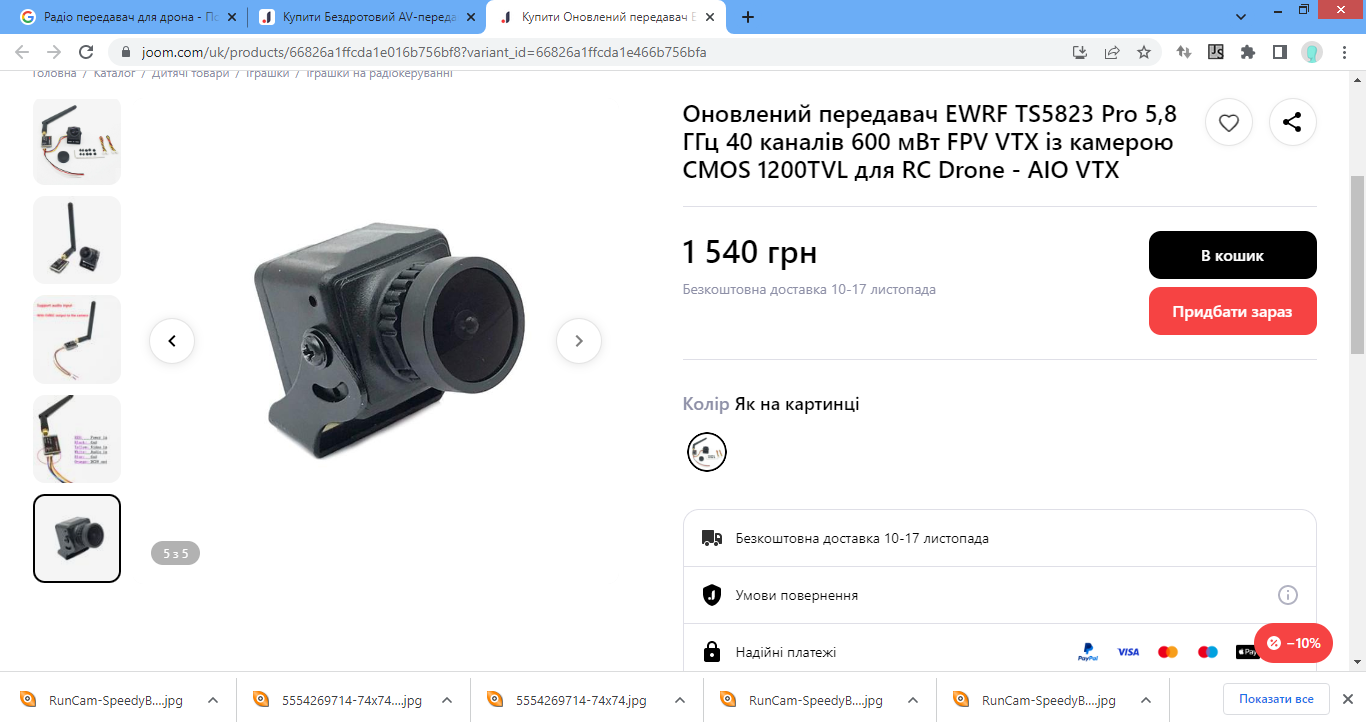 Радіо передавач для дрона - По
Купити Бездротовий AV-переда
Купити Оновлений передавач E
joom.com/uk/products/66826a1ffcda1e016b756bf8?variant_id=66826a1ffcda1e466b756bfa
Головна / Каталог / Дитячі товари / Іграшки / Іграшки на радіокеруванні
Оновлений передавач EWRF TS5823 Pro 5,8
ГГц 40 каналів 600 мВт FPV VTX із камерою
CMOS 1200TVL для RC Drone - AIO VTX
1 540 грн
В кошик
Безкоштовна доставка 10-17 листопада
Придбати зараз
Колір Як на картинці
5 з 5
Безкоштовна доставка 10-17 листопада
Умови повернення
Надійні платежі
PayPal
VISA
Pay
−10%
RunCam-SpeedyB....jpg
5554269714-74x74....jpg
5554269714-74x74.jpg
RunCam-SpeedyB....jpg
RunCam-SpeedyB....jpg
Показати все